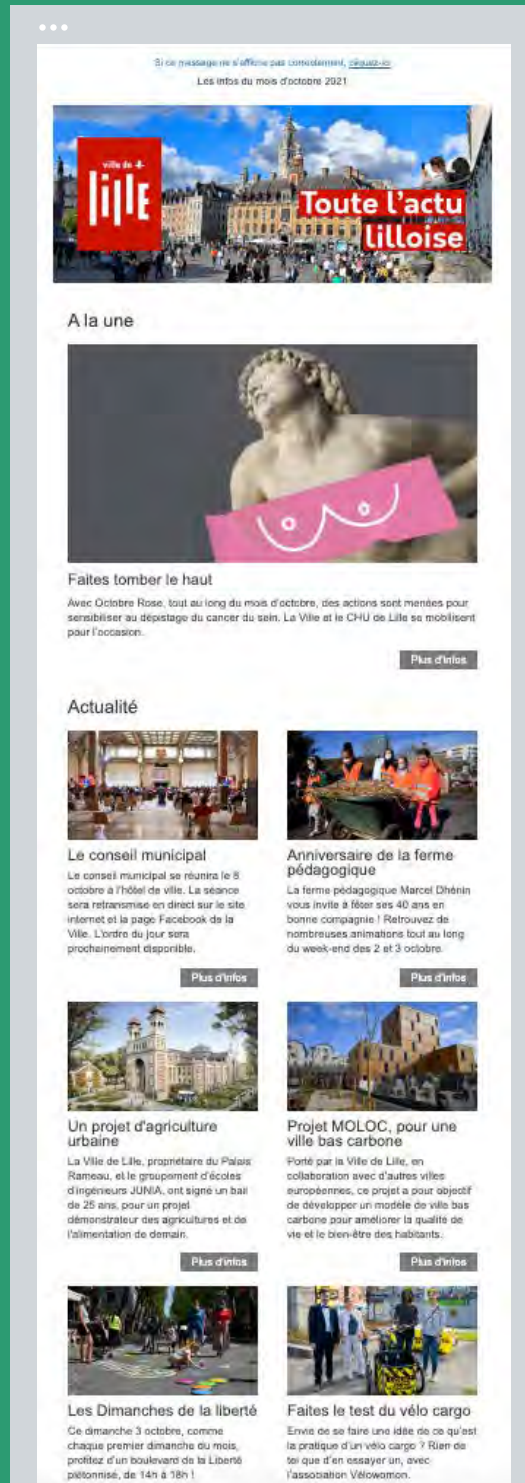 Si ce message ne s'affiche pas correctement, cliquez-ici
Les infos du mois d'octobre 2021
ville de
lille
Toute l'actu
lilloise
A la une
Faites tomber le haut
Avec Octobre Rose, tout au long du mois d'octobre, des actions sont menées pour
sensibiliser au dépistage du cancer du sein. La Ville et le CHU de Lille se mobilisent
pour l'occasion.
Plus d'infos
Actualité
Le conseil municipal
Le conseil municipal se réunira le 8
octobre à l'hôtel de ville. La séance
sera retransmise en direct sur le site
internet et la page Facebook de la
Ville. L'ordre du jour sera
prochainement disponible.
Plus d'infos
Anniversaire de la ferme
pédagogique
La ferme pédagogique Marcel Dhénin
vous invite à fêter ses 40 ans en
bonne compagnie ! Retrouvez de
nombreuses animations tout au long
du week-end des 2 et 3 octobre.
Plus d'infos
Un projet d'agriculture
urbaine
La Ville de Lille, propriétaire du Palais
Rameau, et le groupement d'écoles
d'ingénieurs JUNIA, ont signé un bail
de 25 ans, pour un projet
démonstrateur des agricultures et de
l'alimentation de demain.
Plus d'infos
Projet MOLOC, pour une
ville bas carbone
Porté par la Ville de Lille, en
collaboration avec d'autres villes
européennes, ce projet a pour objectif
de développer un modèle de ville bas
carbone pour améliorer la qualité de
vie et le bien-être des habitants.
Plus d'infos
Les Dimanches de la liberté
Ce dimanche 3 octobre, comme
chaque premier dimanche du mois,
profitez d'un boulevard de la Liberté
piétonnisé, de 14h à 18h !
Faites le test du vélo cargo
Envie de se faire une idée de ce qu'est
la pratique d'un vélo cargo ? Rien de
tel que d'en essayer un, avec
l'association Vélowomon.